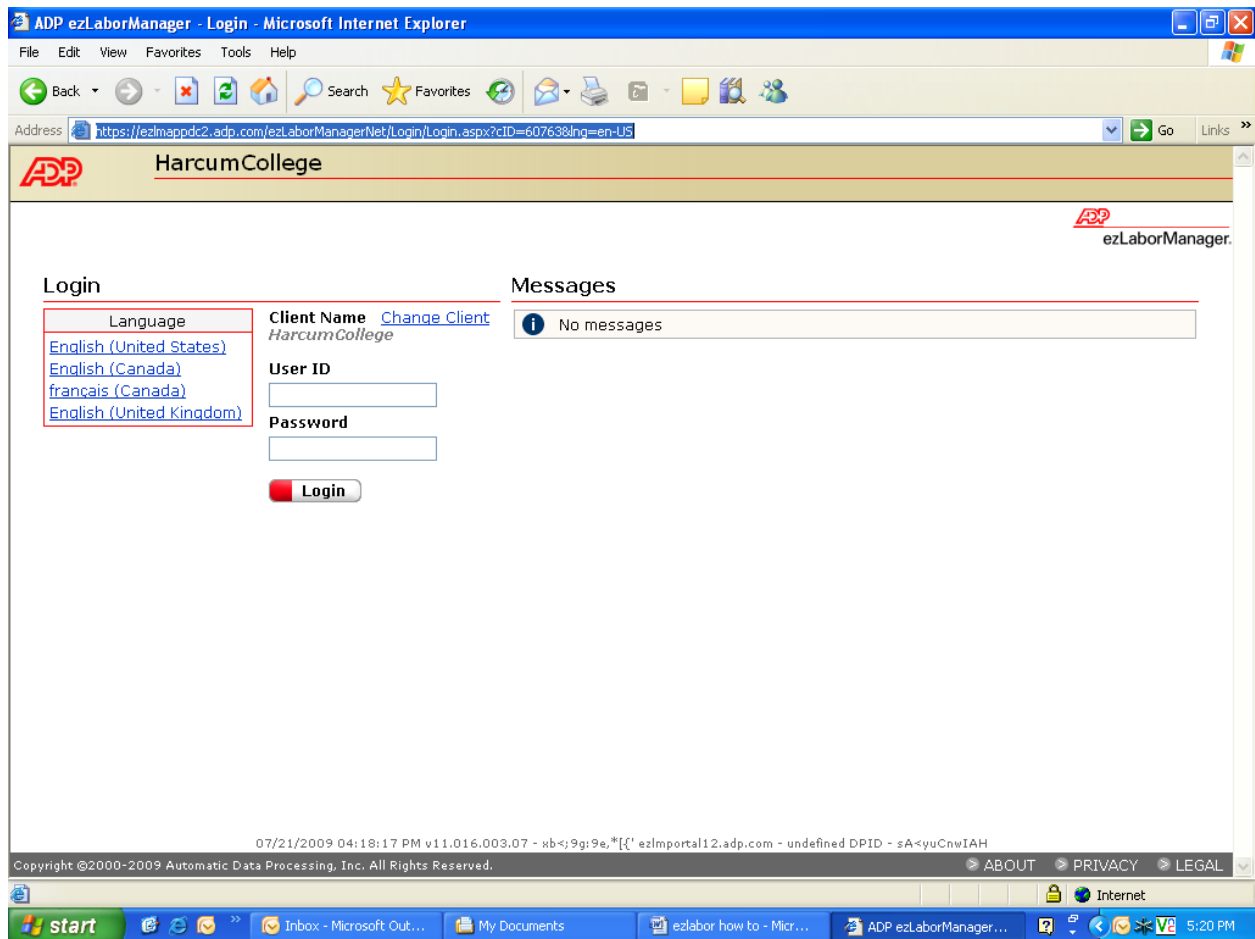 ADP ezLaborManager - Login - Microsoft Internet Explorer
File Edit View Favorites Tools Help
Back Search Favorites
Address https://ezlmappdc2.adp.com/ezLaborManagerNet/Login/Login.aspx?cID=60763&lng=en-US Go Links »
ADP HarcumCollege
ADP
ezLaborManager.
Login
Language
English (United States)
English (Canada)
français (Canada)
English (United Kingdom)
Client Name Change Client
HarcumCollege
User ID
Password
Login
Messages
No messages
07/21/2009 04:18:17 PM v11.016.003.07 - xb<;9g:9e,*[{' ezlmportal12.adp.com - undefined DPID - sA<yuCnwIAH
Copyright ©2000-2009 Automatic Data Processing, Inc. All Rights Reserved. ABOUT PRIVACY LEGAL
Internet
start » Inbox - Microsoft Out... My Documents ezlabor how to - Micr... ADP ezLaborManager... 5:20 PM